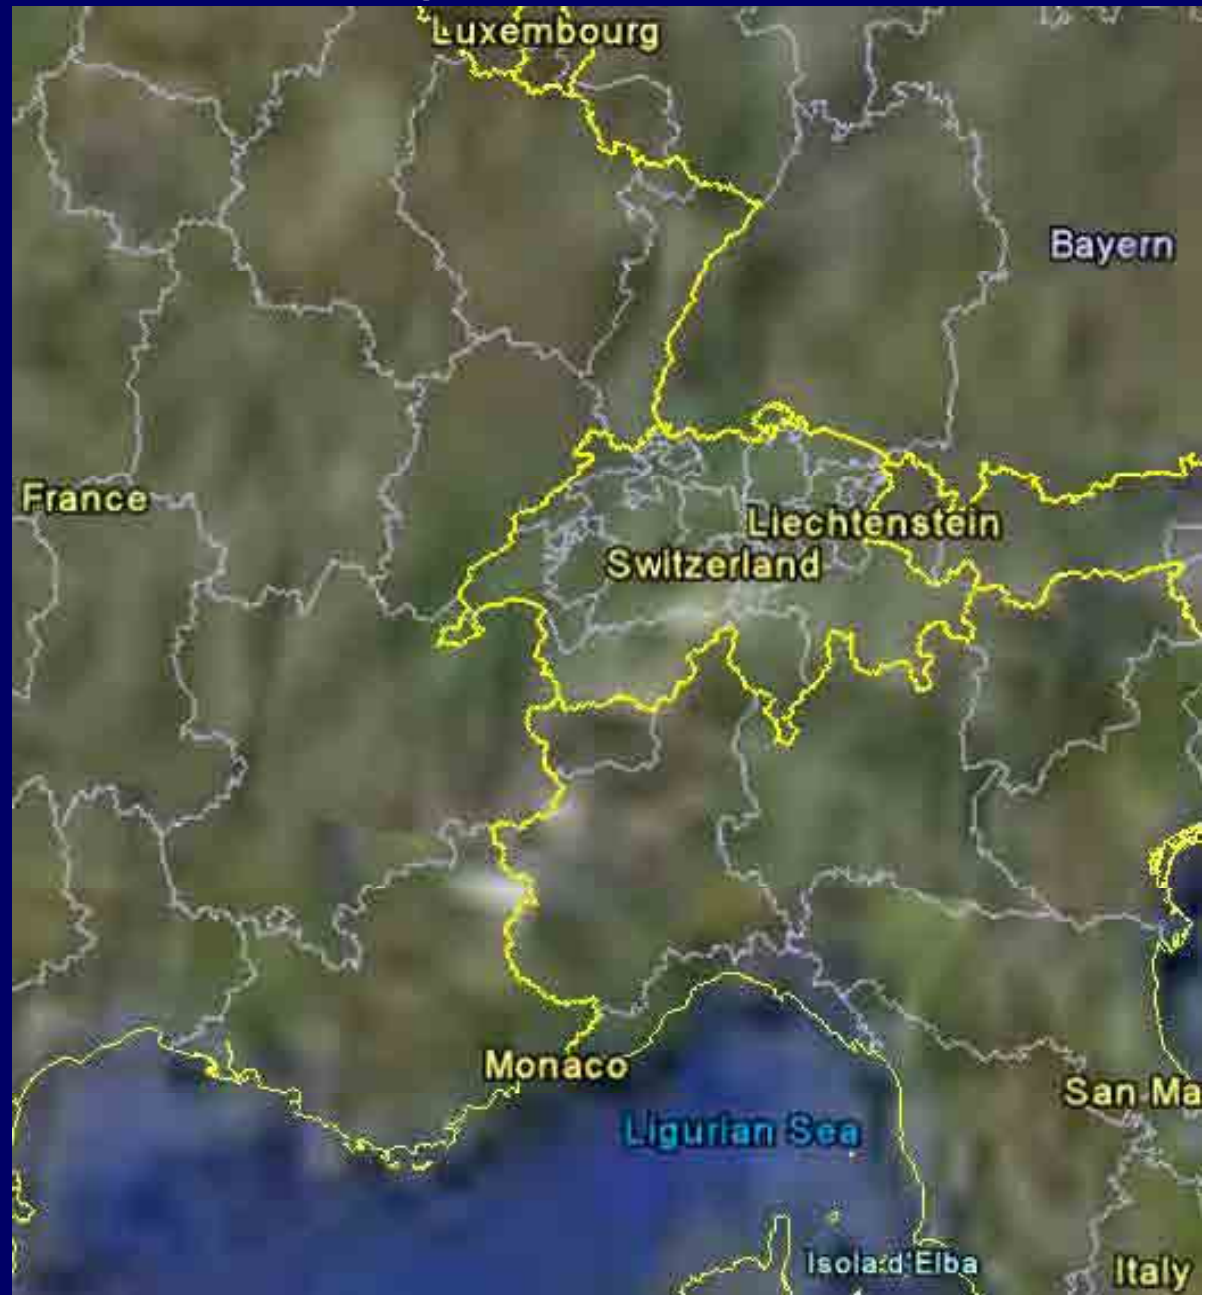 Luxembourg
Bayern
France
Liechtenstein
Switzerland
Monaco
San Ma
Ligurian Sea
Isola d'Elba
Italy